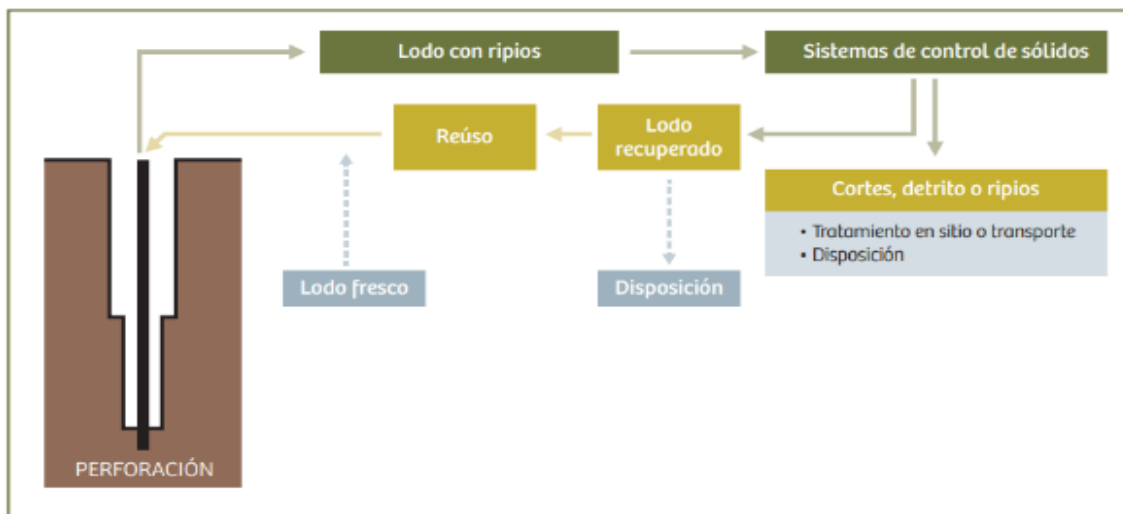 Lodo con ripios
Sistemas de control de sólidos
Reúso
Lodo
recuperado
Cortes, detrito o ripios
• Tratamiento en sitio o transporte
• Disposición
Lodo fresco
Disposición
PERFORACIÓN